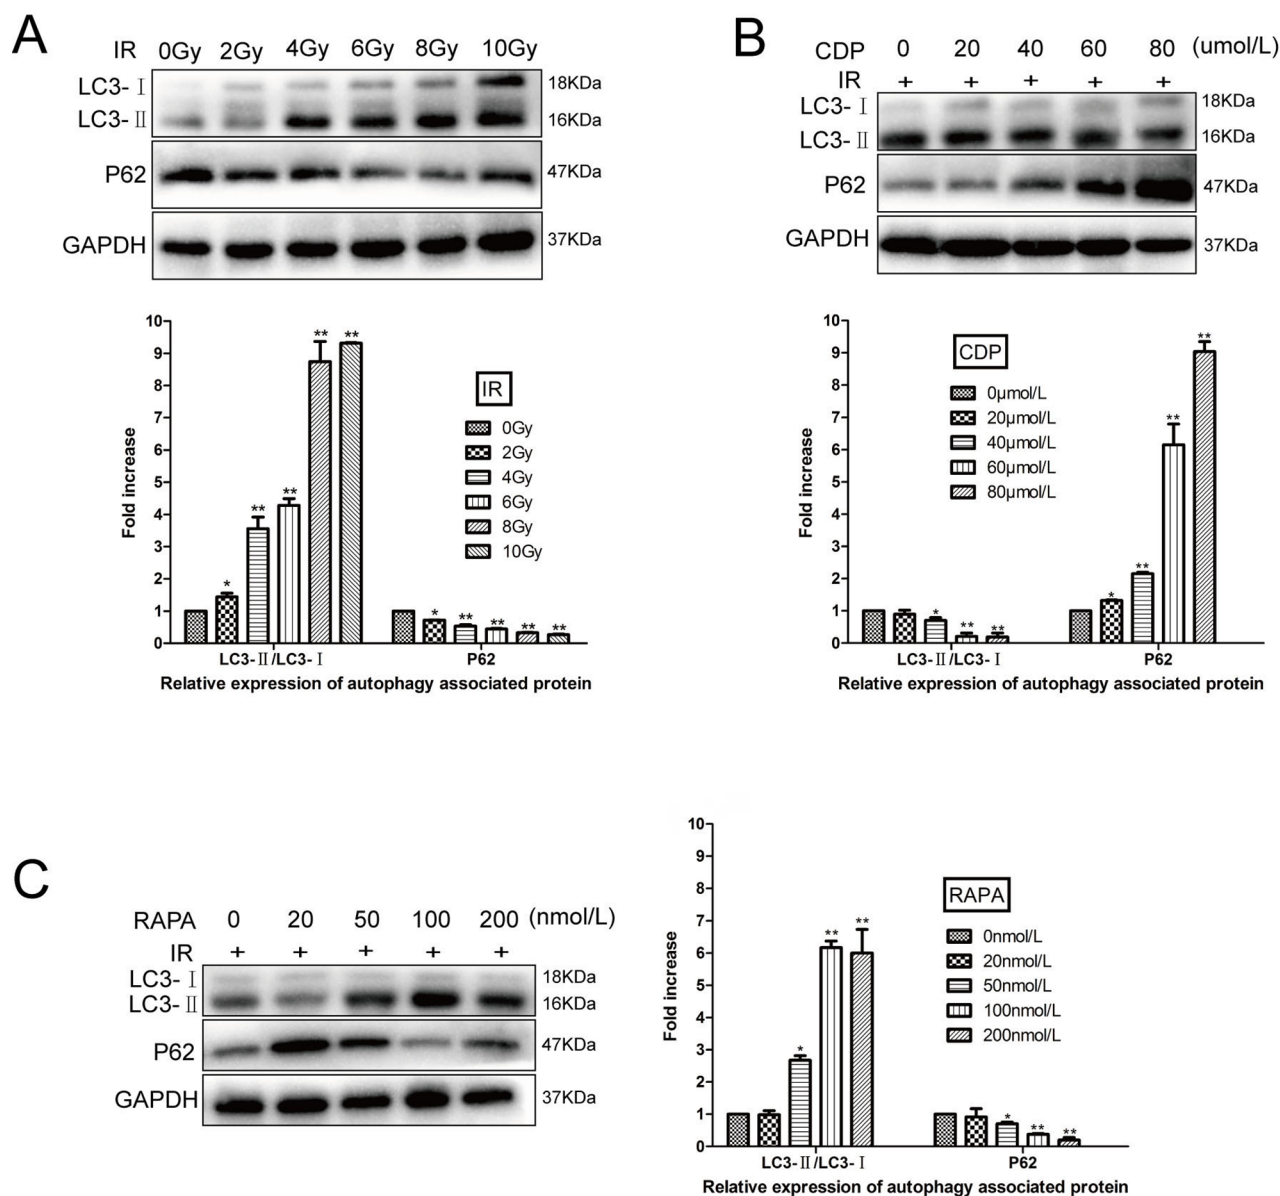 A
IR 0Gy 2Gy 4Gy 6Gy 8Gy 10Gy
LC3-Ⅰ 18KDa
LC3-Ⅱ 16KDa
P62 47KDa
GAPDH 37KDa
10
9
8
7
6
5
4
3
2
1
0
Fold increase
** **
** **
*
* ** ** ** **
IR
0Gy
2Gy
4Gy
6Gy
8Gy
10Gy
LC3-Ⅱ/LC3-Ⅰ P62
Relative expression of autophagy associated protein
B
CDP 0 20 40 60 80 (umol/L)
IR + + + + +
LC3-Ⅰ 18KDa
LC3-Ⅱ 16KDa
P62 47KDa
GAPDH 37KDa
10
9
8
7
6
5
4
3
2
1
0
Fold increase
CDP
0µmol/L
20µmol/L
40µmol/L
60µmol/L
80µmol/L
**
**
**
*
* ** **
LC3-Ⅱ/LC3-Ⅰ P62
Relative expression of autophagy associated protein
C
RAPA 0 20 50 100 200 (nmol/L)
IR + + + + +
LC3-Ⅰ 18KDa
LC3-Ⅱ 16KDa
P62 47KDa
GAPDH 37KDa
10
9
8
7
6
5
4
3
2
1
0
Fold increase
RAPA
0nmol/L
20nmol/L
50nmol/L
100nmol/L
200nmol/L
** **
*
* ** **
LC3-Ⅱ/LC3-Ⅰ P62
Relative expression of autophagy associated protein